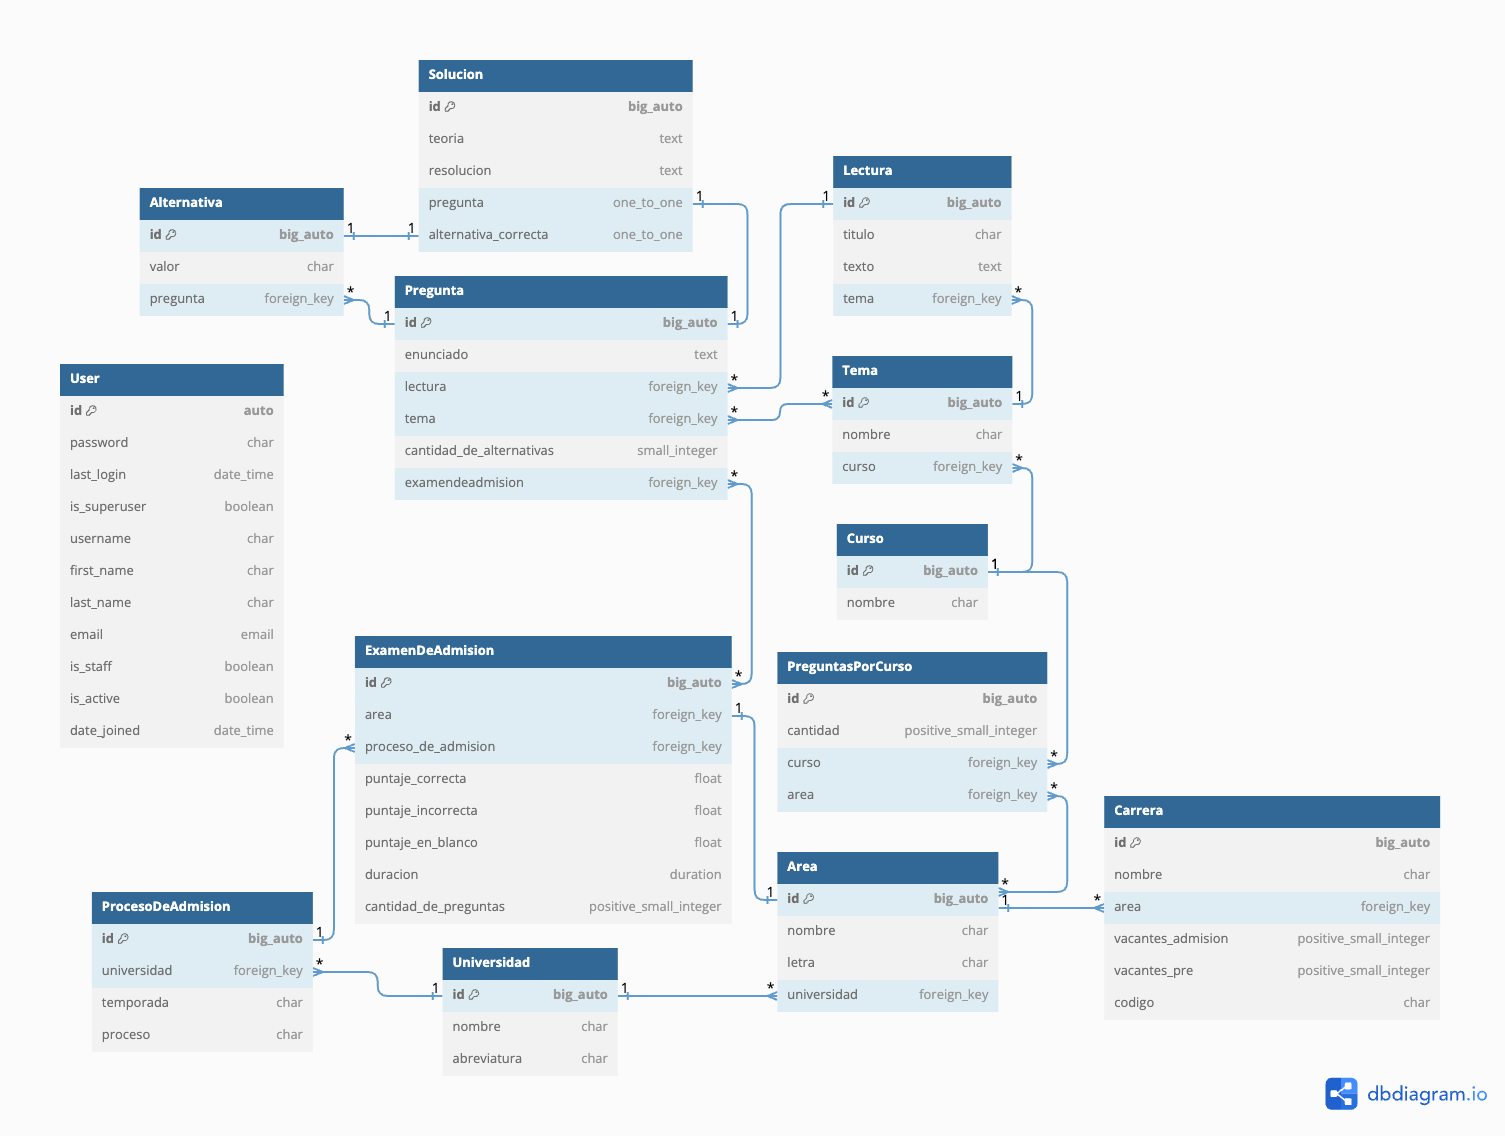 Solucion
id big_auto
teoria text
resolucion text
pregunta one_to_one 1
alternativa_correcta one_to_one
Alternativa
id big_auto 1 1
valor char
pregunta foreign_key *
Pregunta
1 id big_auto 1
enunciado text
lectura foreign_key *
tema foreign_key *
cantidad_de_alternativas small_integer
examendeadmision foreign_key *
Lectura
1 id big_auto
titulo char
texto text
tema foreign_key *
Tema
* id big_auto 1
nombre char
curso foreign_key *
User
id auto
password char
last_login date_time
is_superuser boolean
username char
first_name char
last_name char
email email
is_staff boolean
is_active boolean
date_joined date_time
Curso
id big_auto 1
nombre char
ExamenDeAdmision
id big_auto *
area foreign_key 1
* proceso_de_admision foreign_key
puntaje_correcta float
puntaje_incorrecta float
puntaje_en_blanco float
duracion duration
cantidad_de_preguntas positive_small_integer
PreguntasPorCurso
id big_auto
cantidad positive_small_integer
curso foreign_key *
area foreign_key *
Area
1 id big_auto * 1
nombre char
letra char
* universidad foreign_key
Carrera
id big_auto
nombre char
* area foreign_key
vacantes_admision positive_small_integer
vacantes_pre positive_small_integer
codigo char
ProcesoDeAdmision
id big_auto 1
universidad foreign_key *
temporada char
proceso char
Universidad
1 id big_auto 1
nombre char
abreviatura char
dbdiagram.io